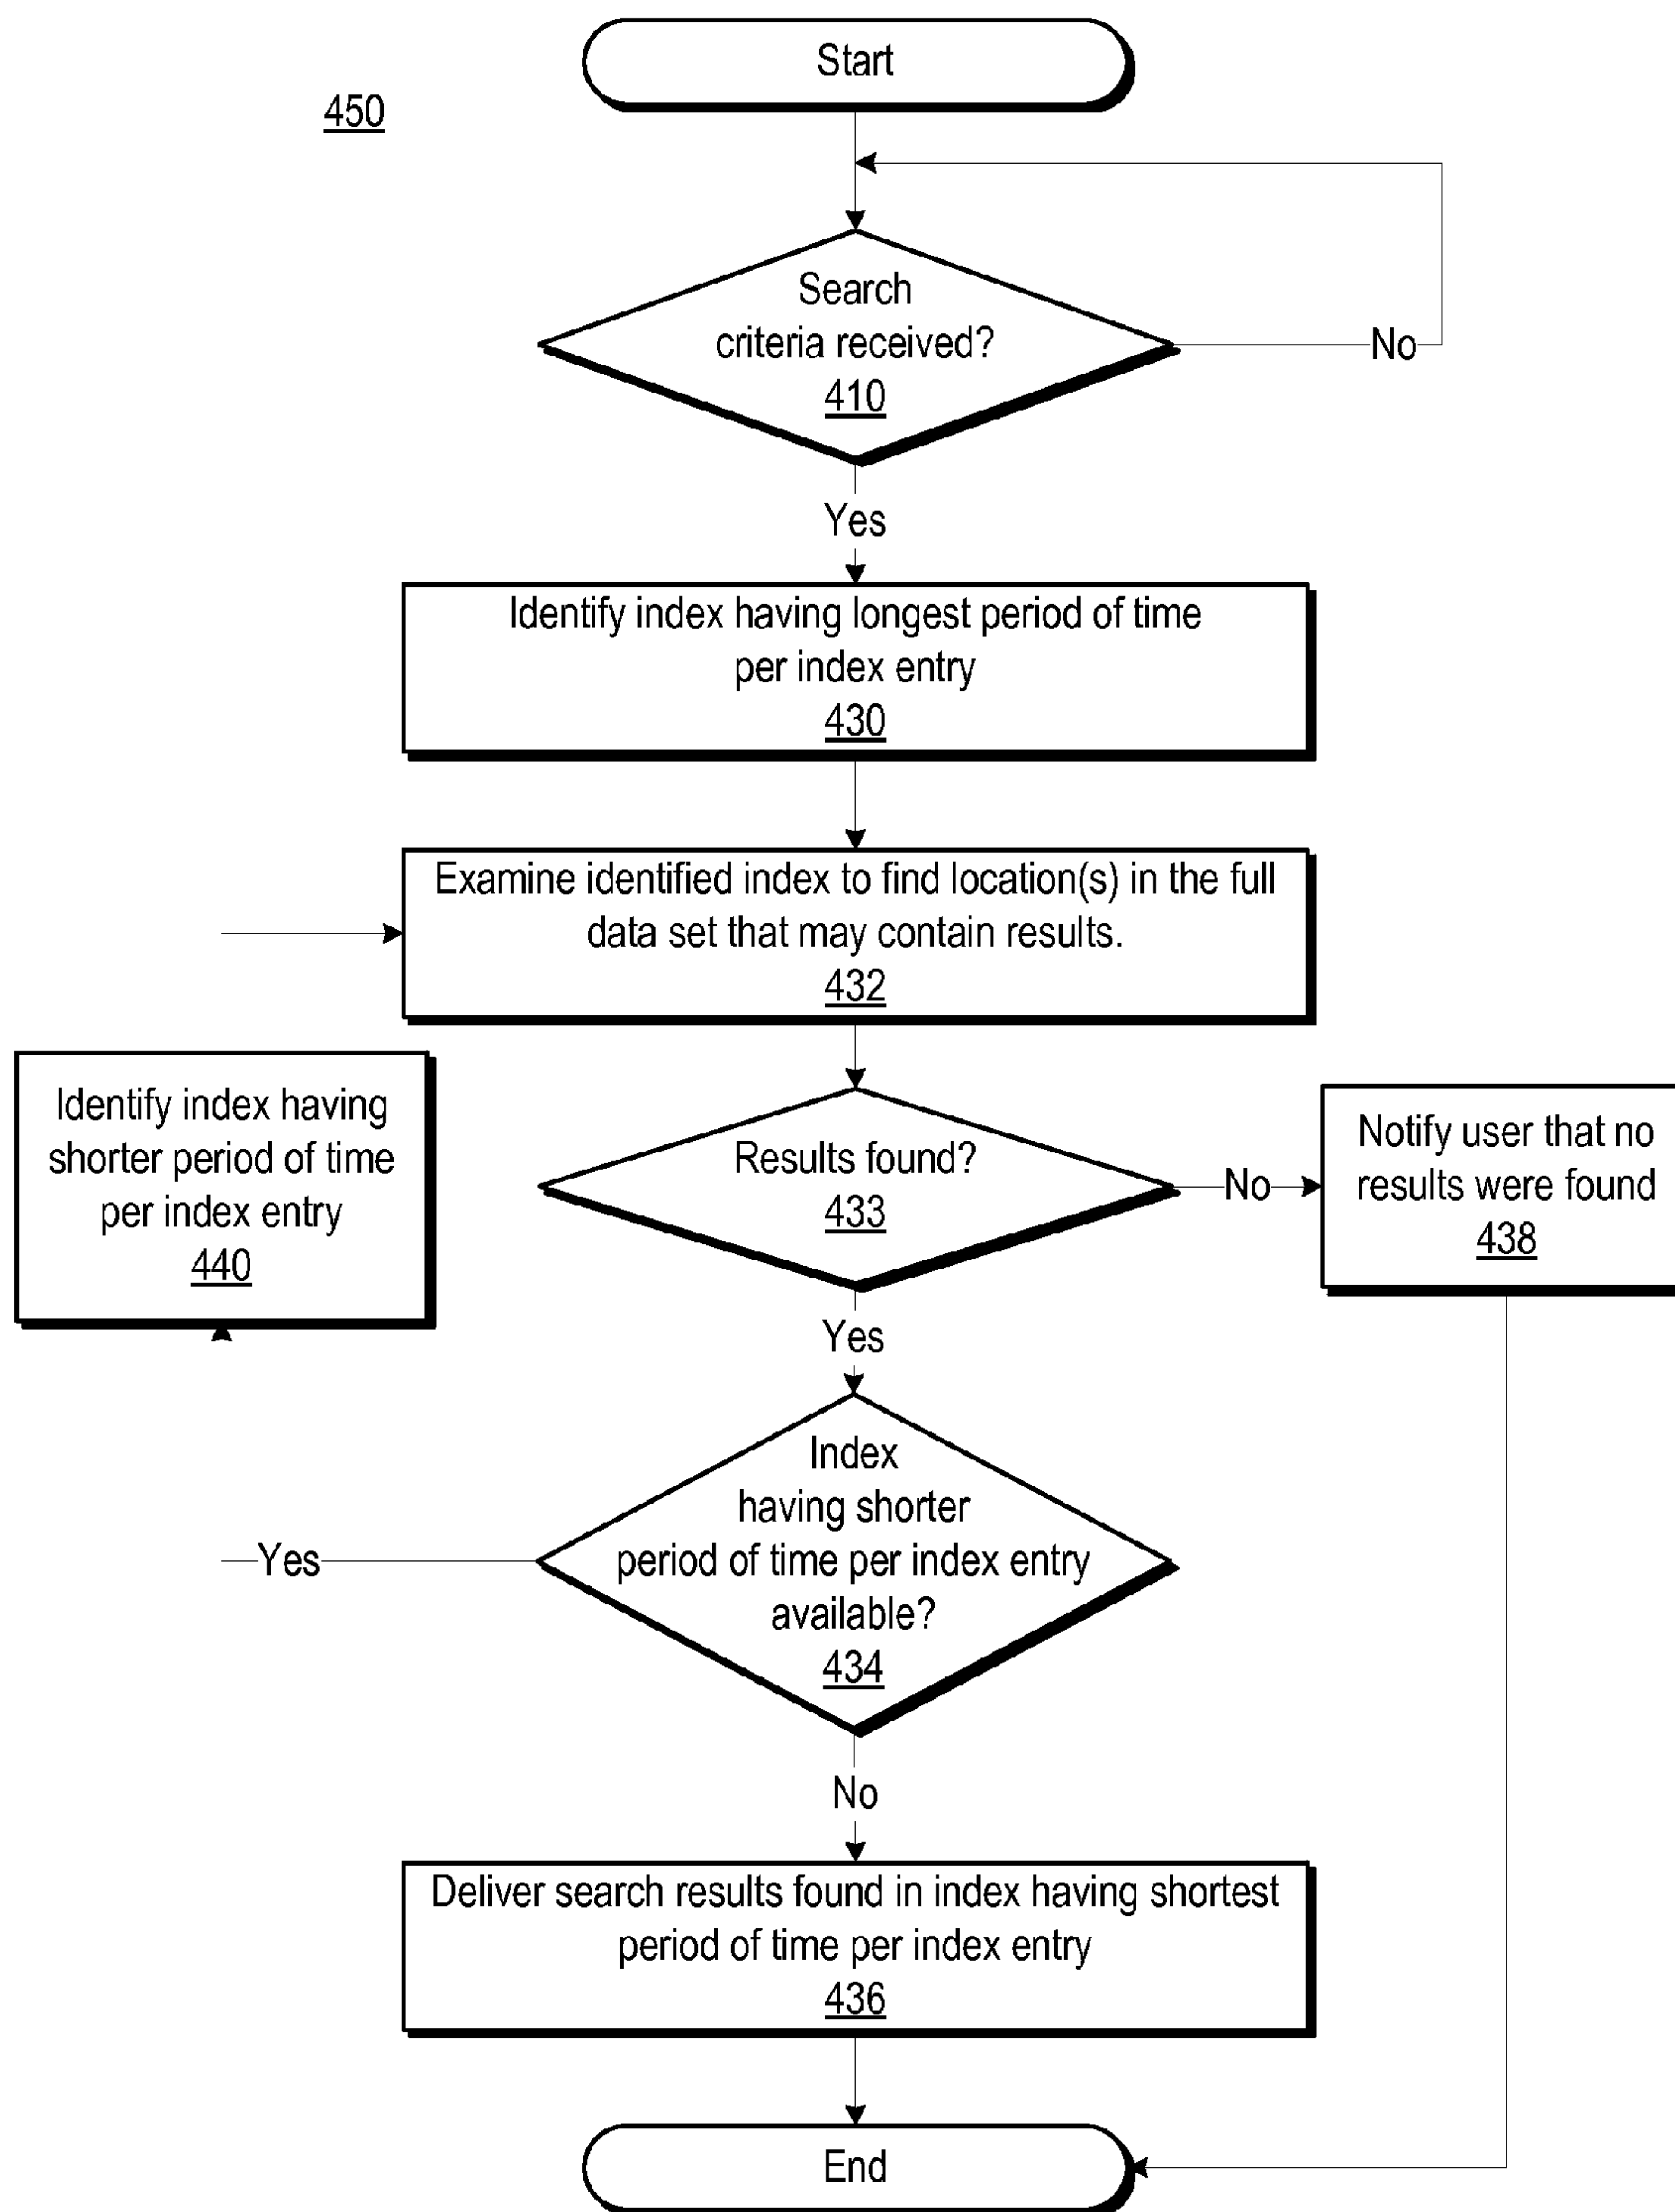 Start
450
Search
criteria received?
410
No
Yes
Identify index having longest period of time
per index entry
430
Examine identified index to find location(s) in the full
data set that may contain results.
432
Identify index having
shorter period of time
per index entry
440
Results found?
433
No
Notify user that no
results were found
438
Yes
Index
having shorter
period of time per index entry
available?
434
Yes
No
Deliver search results found in index having shortest
period of time per index entry
436
End